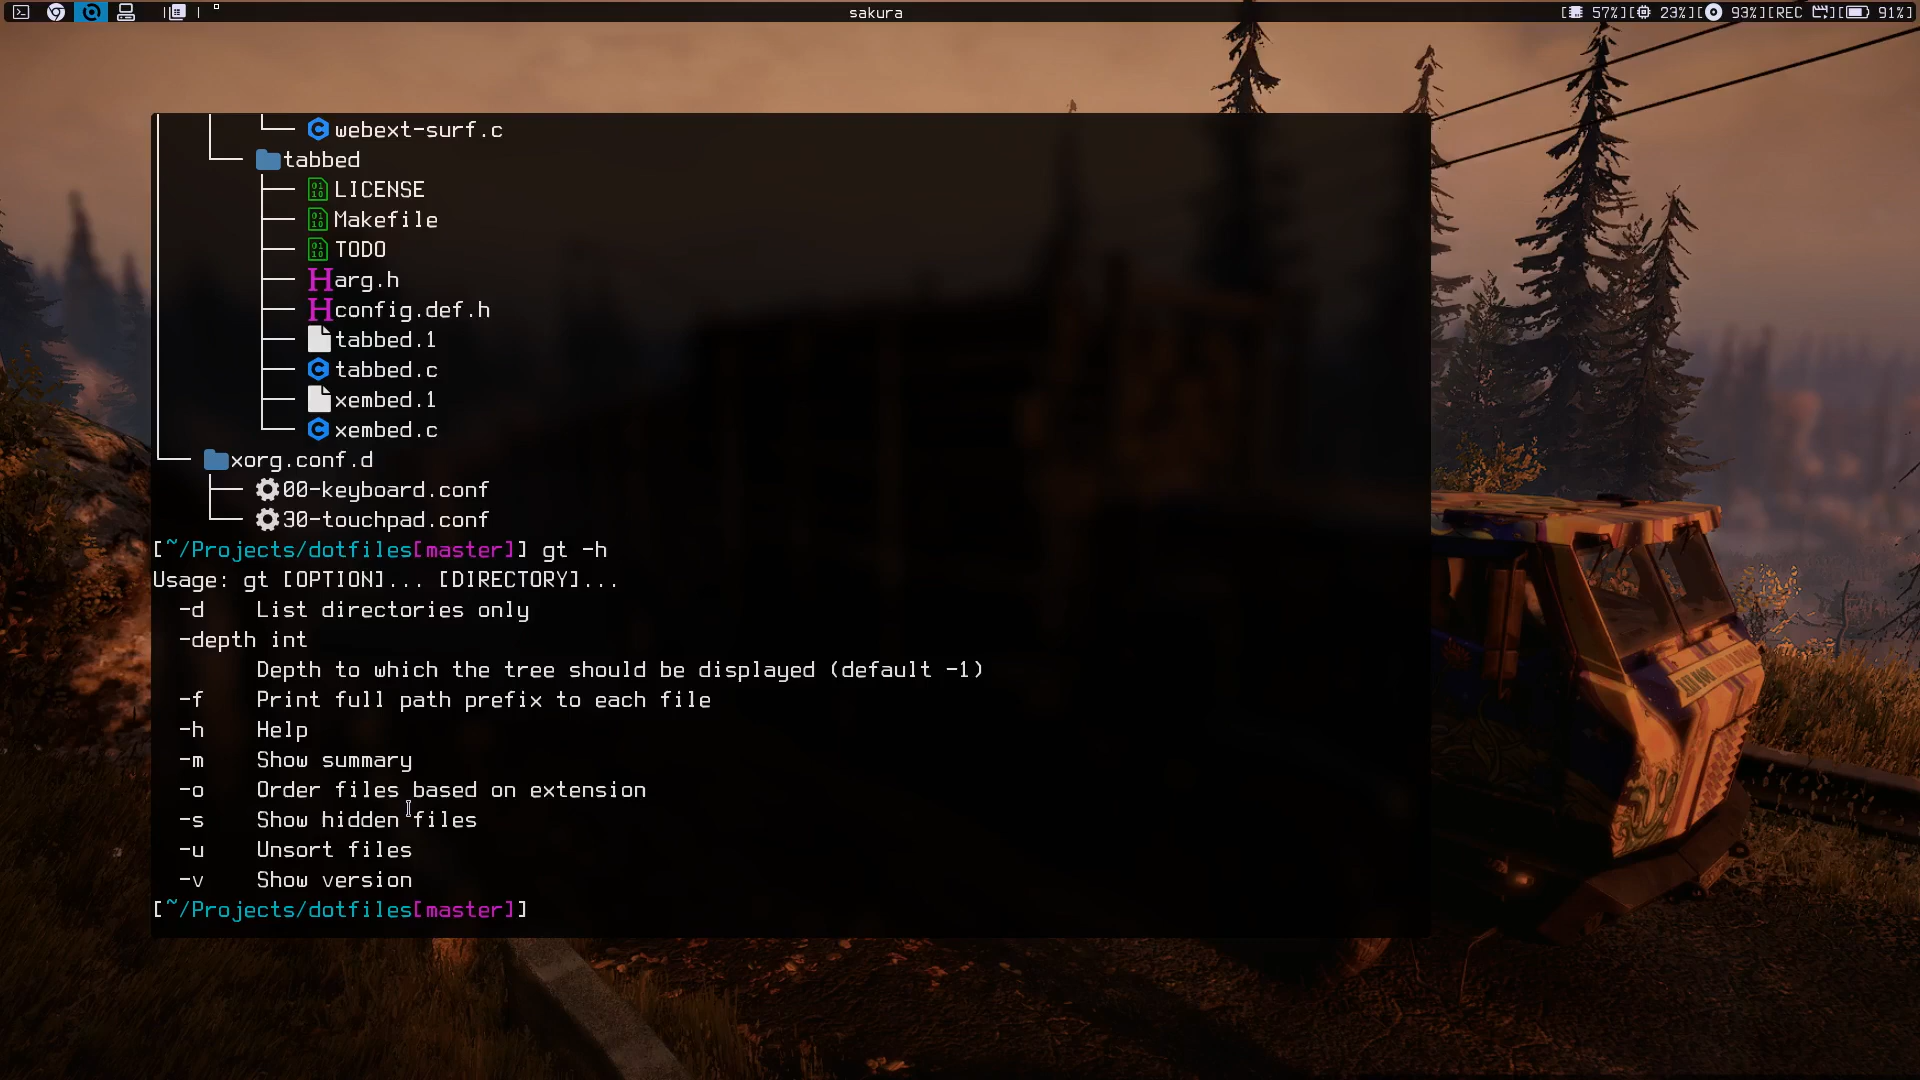 sakura
[ 57%][ 23%][ 93%][REC ][ 91%]
webext-surf.c
tabbed
LICENSE
Makefile
TODO
arg.h
config.def.h
tabbed.1
tabbed.c
xembed.1
xembed.c
xorg.conf.d
00-keyboard.conf
30-touchpad.conf
[~/Projects/dotfiles[master]] gt -h
Usage: gt [OPTION]... [DIRECTORY]...
-d List directories only
-depth int
Depth to which the tree should be displayed (default -1)
-f Print full path prefix to each file
-h Help
-m Show summary
-o Order files based on extension
-s Show hidden files
-u Unsort files
-v Show version
[~/Projects/dotfiles[master]]